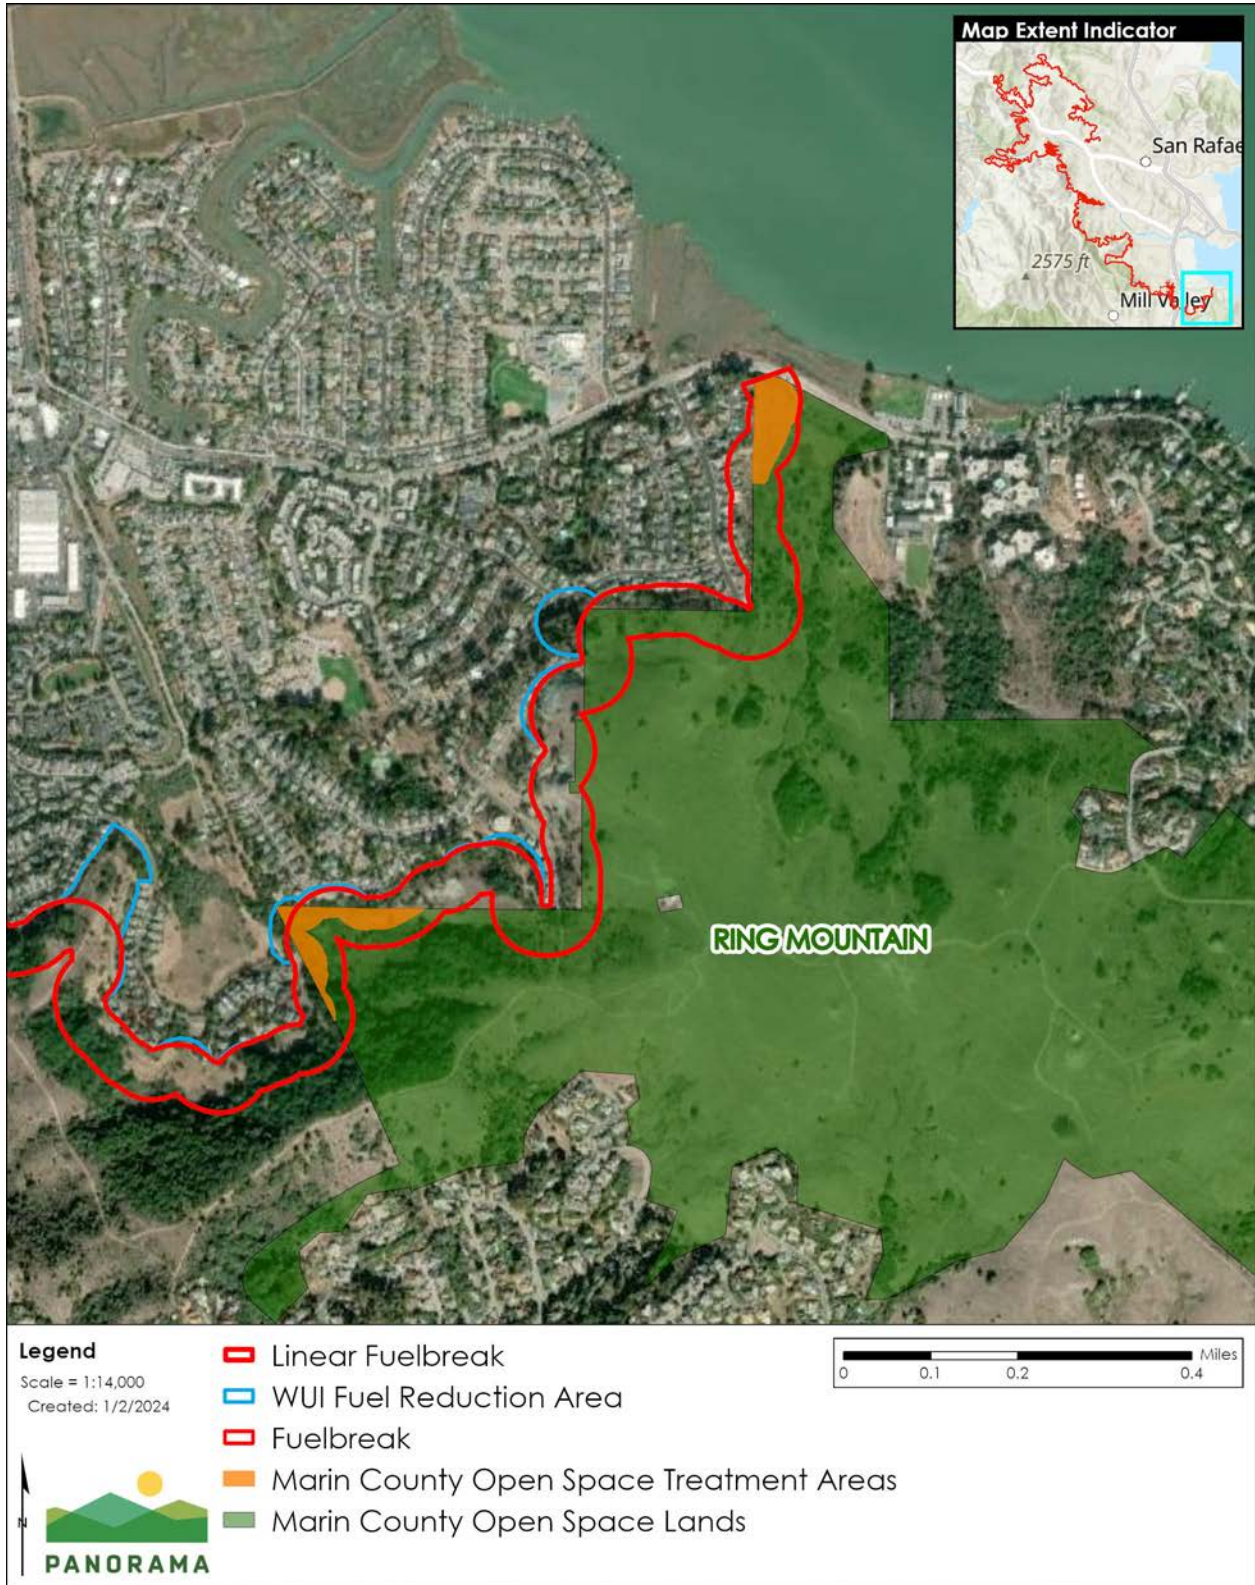 Map Extent Indicator
San Rafae
2575 ft
Mill Valley
RING MOUNTAIN
Legend
Scale = 1:14,000
Created: 1/2/2024
N
PANORAMA
Linear Fuelbreak
WUI Fuel Reduction Area
Fuelbreak
Marin County Open Space Treatment Areas
Marin County Open Space Lands
Miles
0 0.1 0.2 0.4